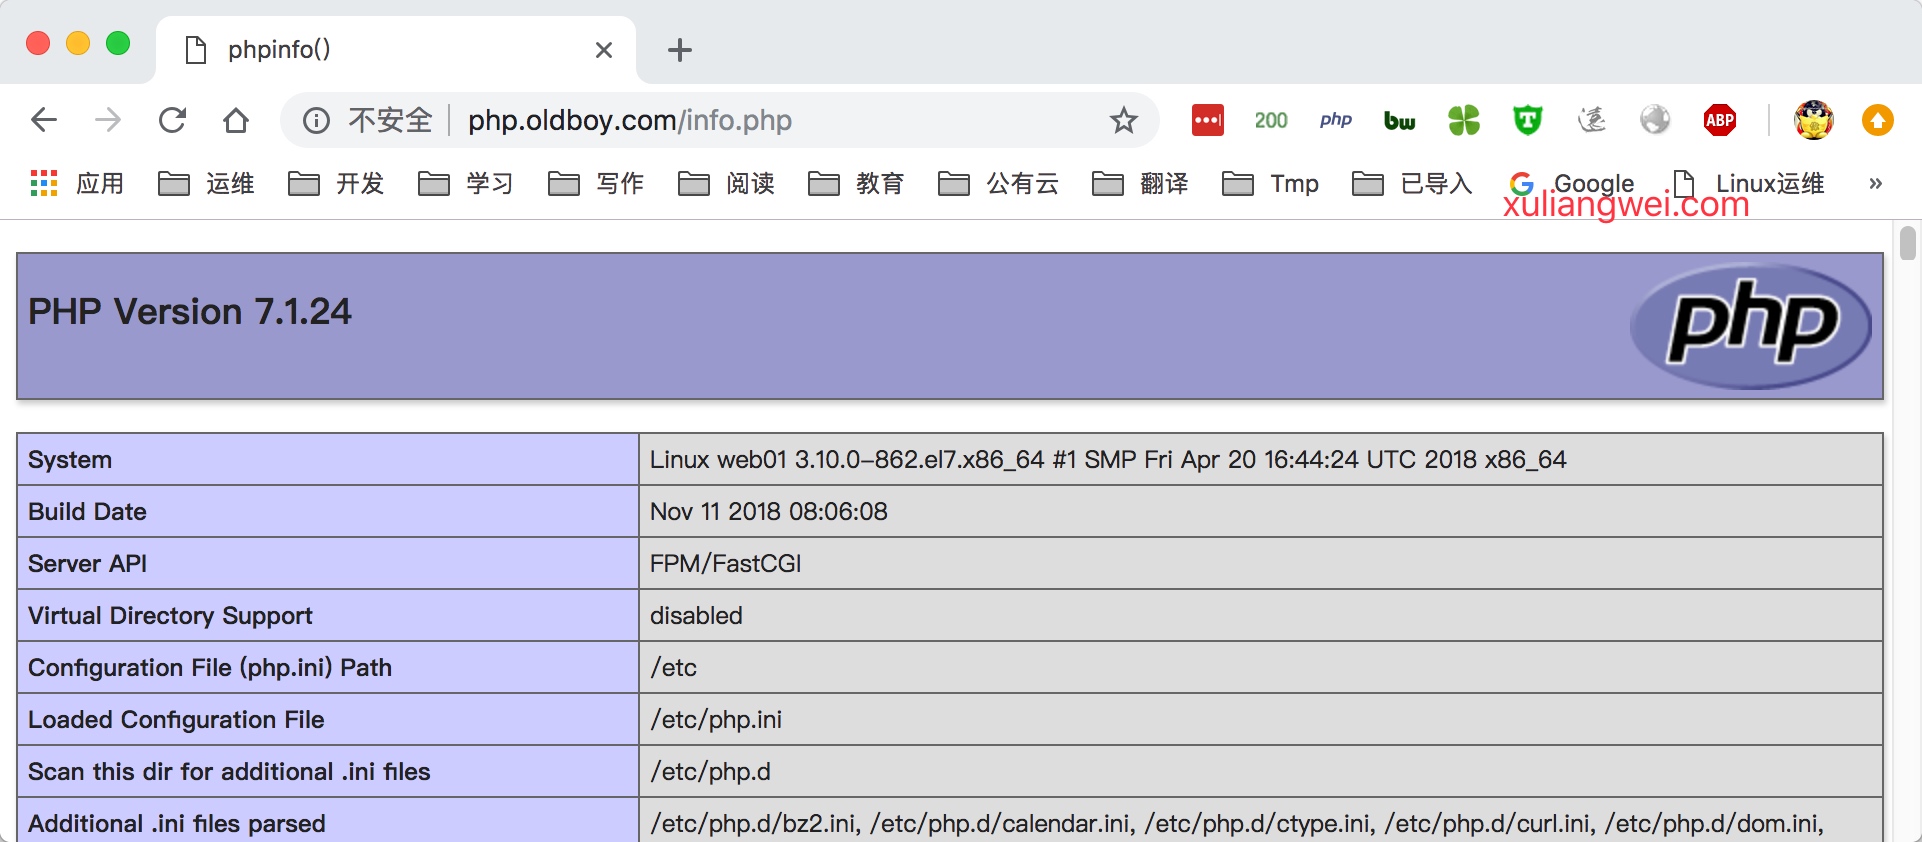 phpinfo()
不安全 php.oldboy.com/info.php 200 php bw T 远 ABP
应用 运维 开发 学习 写作 阅读 教育 公有云 翻译 Tmp 已导入 Google Linux运维 »
xuliangwei.com
PHP Version 7.1.24 php
System Linux web01 3.10.0-862.el7.x86_64 #1 SMP Fri Apr 20 16:44:24 UTC 2018 x86_64
Build Date Nov 11 2018 08:06:08
Server API FPM/FastCGI
Virtual Directory Support disabled
Configuration File (php.ini) Path /etc
Loaded Configuration File /etc/php.ini
Scan this dir for additional .ini files /etc/php.d
Additional .ini files parsed /etc/php.d/bz2.ini, /etc/php.d/calendar.ini, /etc/php.d/ctype.ini, /etc/php.d/curl.ini, /etc/php.d/dom.ini,